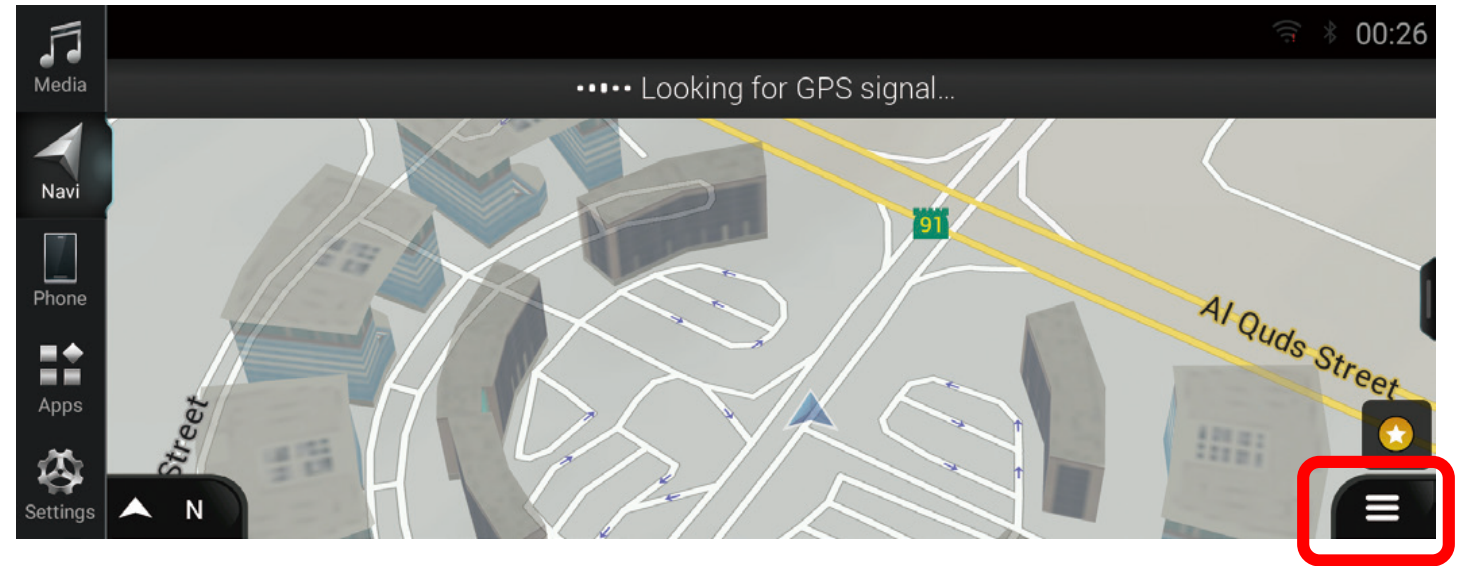 Media
00:26
Looking for GPS signal...
Navi
91
Phone
Al Quds Street
Apps
Street
Settings
N